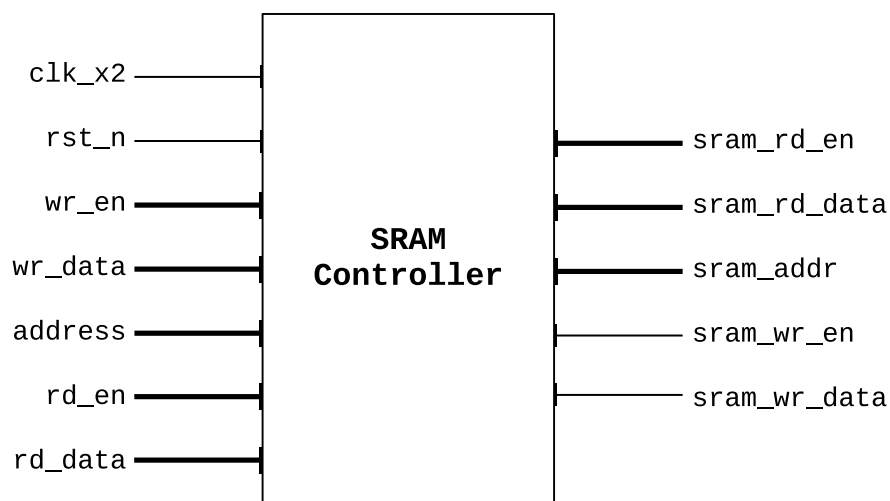 clk_x2
rst_n
wr_en
wr_data
address
rd_en
rd_data
SRAM
Controller
sram_rd_en
sram_rd_data
sram_addr
sram_wr_en
sram_wr_data